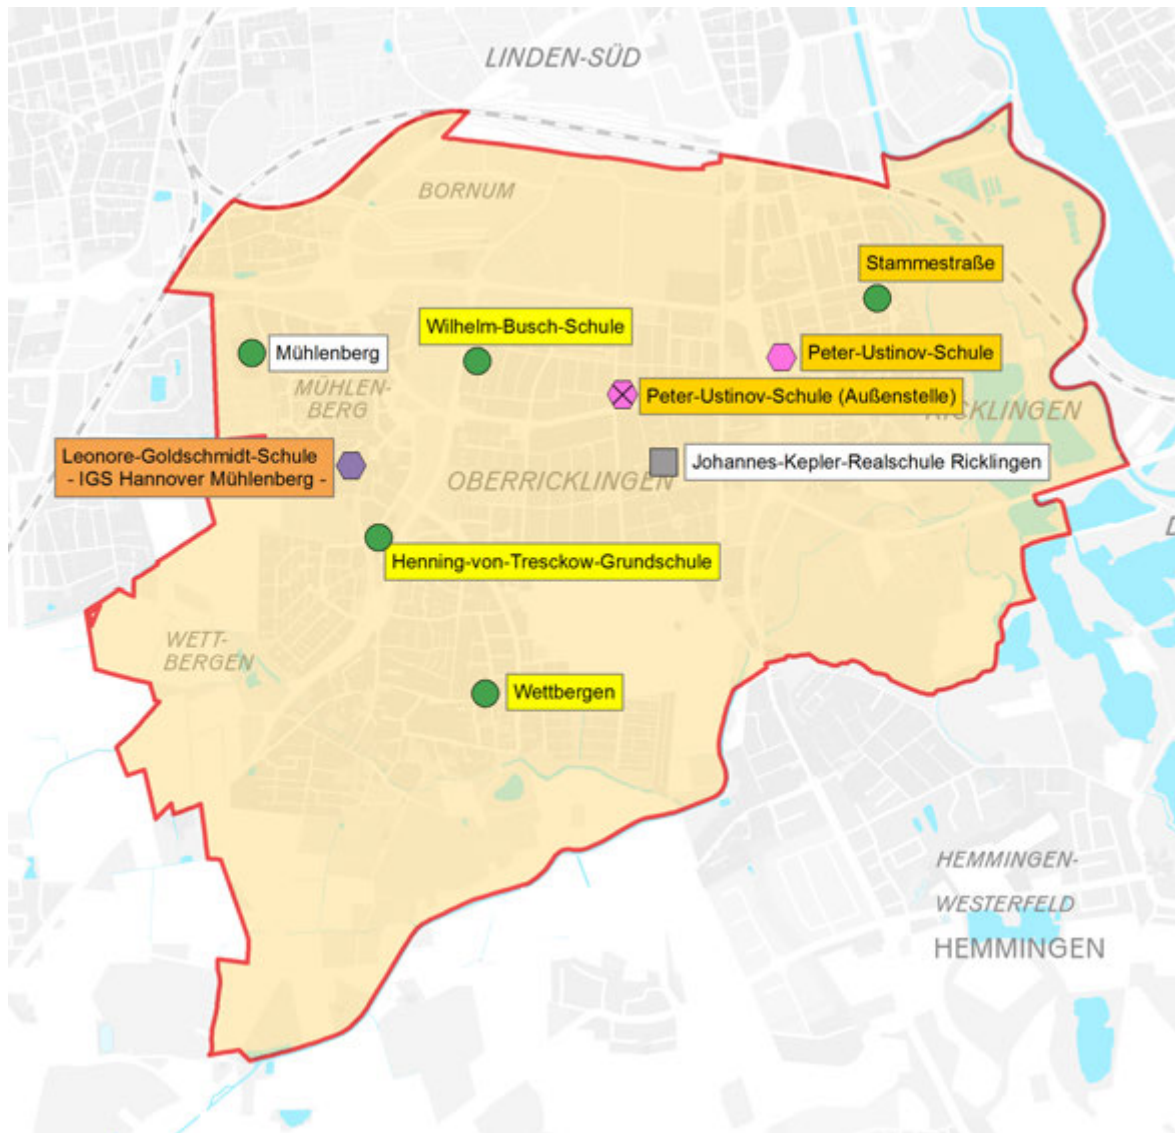 LINDEN-SÜD
BORNUM
Stammestraße
Wilhelm-Busch-Schule
Mühlenberg
Peter-Ustinov-Schule
MÜHLEN-
BERG
Peter-Ustinov-Schule (Außenstelle)
RICKLINGEN
Leonore-Goldschmidt-Schule
- IGS Hannover Mühlenberg -
Johannes-Kepler-Realschule Ricklingen
OBERRICKLINGEN
Henning-von-Tresckow-Grundschule
WETT-
BERGEN
Wettbergen
HEMMINGEN-
WESTERFELD
HEMMINGEN